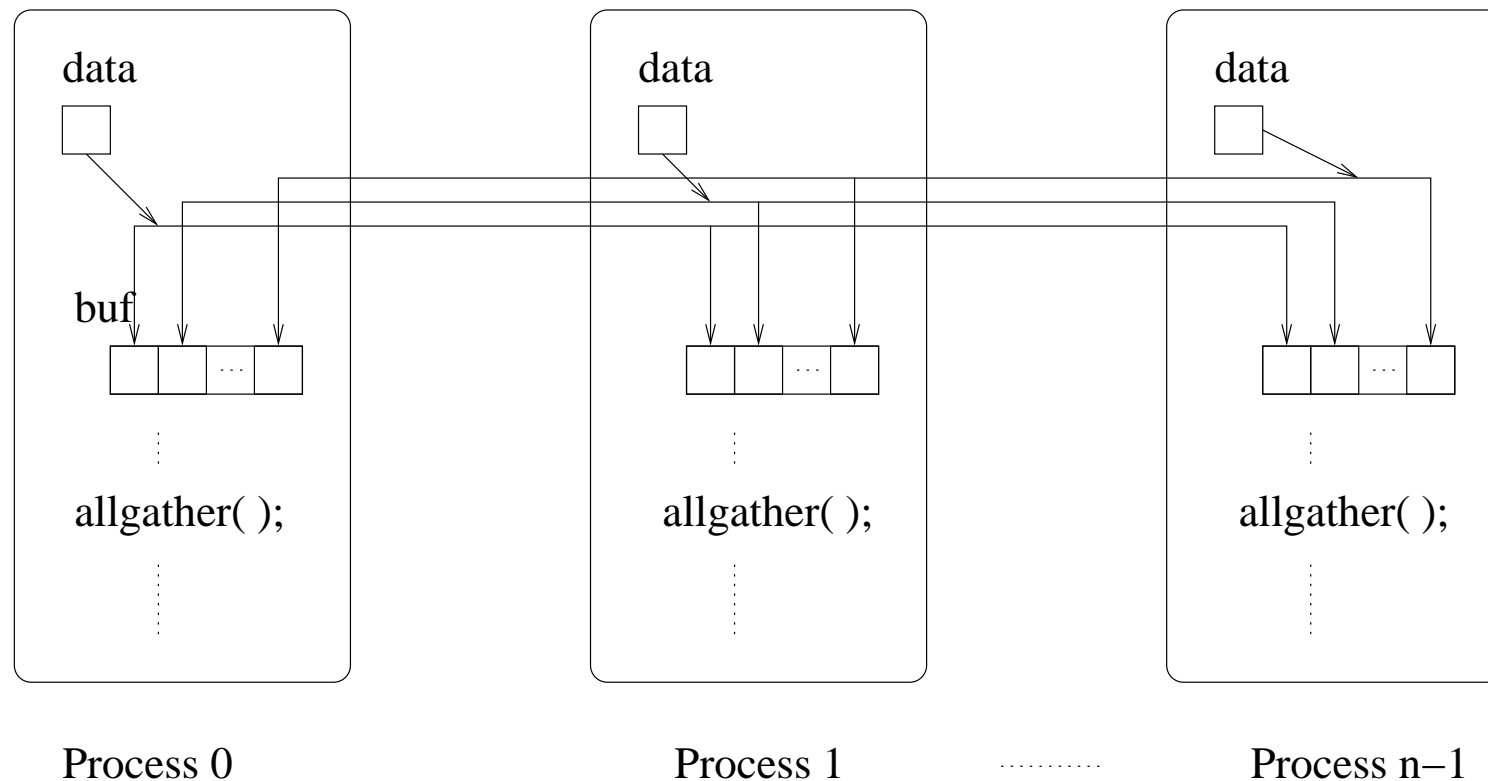 data
data
data
buf
allgather( );
allgather( );
allgather( );
Process 0
Process 1
Process n−1